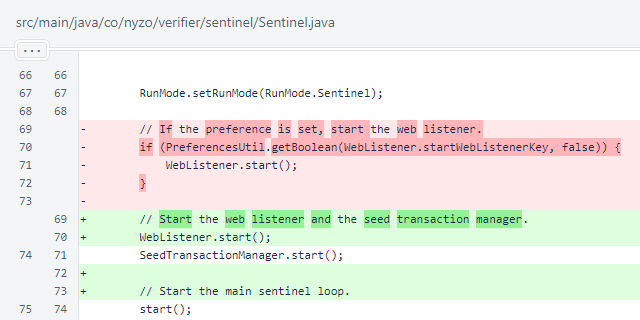 src/main/java/co/nyzo/verifier/sentinel/Sentinel.java
...
66 66
67 67 RunMode.setRunMode(RunMode.Sentinel);
68 68
69 - // If the preference is set, start the web listener.
70 - if (PreferencesUtil.getBoolean(WebListener.startWebListenerKey, false)) {
71 - WebListener.start();
72 - }
73 -
69 + // Start the web listener and the seed transaction manager.
70 + WebListener.start();
74 71 SeedTransactionManager.start();
72 +
73 + // Start the main sentinel loop.
75 74 start();